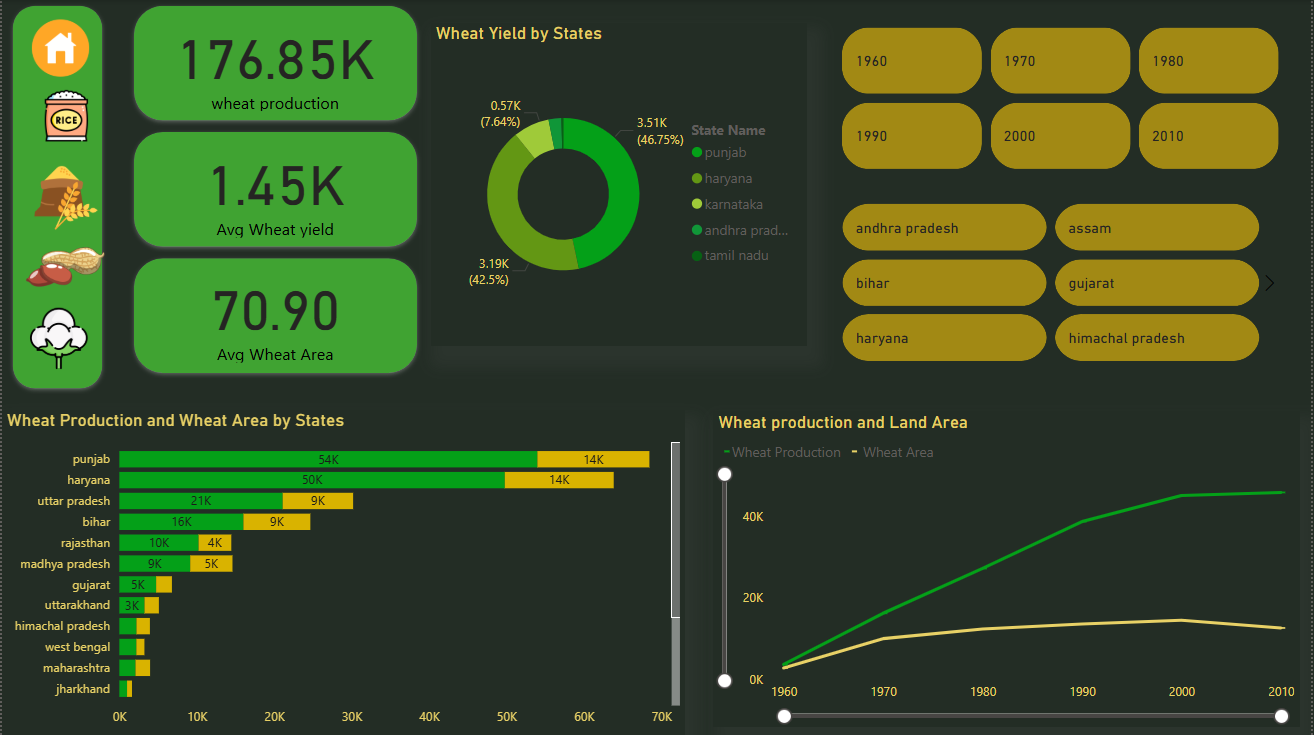 RICE
176.85K
wheat production
1.45K
Avg Wheat yield
70.90
Avg Wheat Area
Wheat Yield by States
0.57K
(7.64%)
3.51K
(46.75%)
3.19K
(42.5%)
State Name
punjab
haryana
karnataka
andhra prad...
tamil nadu
1960 1970 1980
1990 2000 2010
andhra pradesh assam
bihar gujarat
haryana himachal pradesh
Wheat Production and Wheat Area by States
punjab 54K 14K
haryana 50K 14K
uttar pradesh 21K 9K
bihar 16K 9K
rajasthan 10K 4K
madhya pradesh 9K 5K
gujarat 5K
uttarakhand 3K
himachal pradesh
west bengal
maharashtra
jharkhand
0K 10K 20K 30K 40K 50K 60K 70K
Wheat production and Land Area
Wheat Production Wheat Area
40K
20K
0K
1960 1970 1980 1990 2000 2010